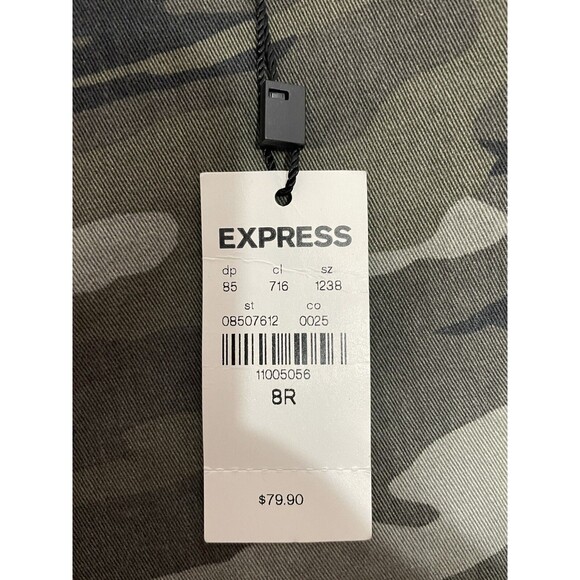 EXPRESS
dp cl sz
85 716 1238
st co
08507612 0025
11005056
8R
$79.90